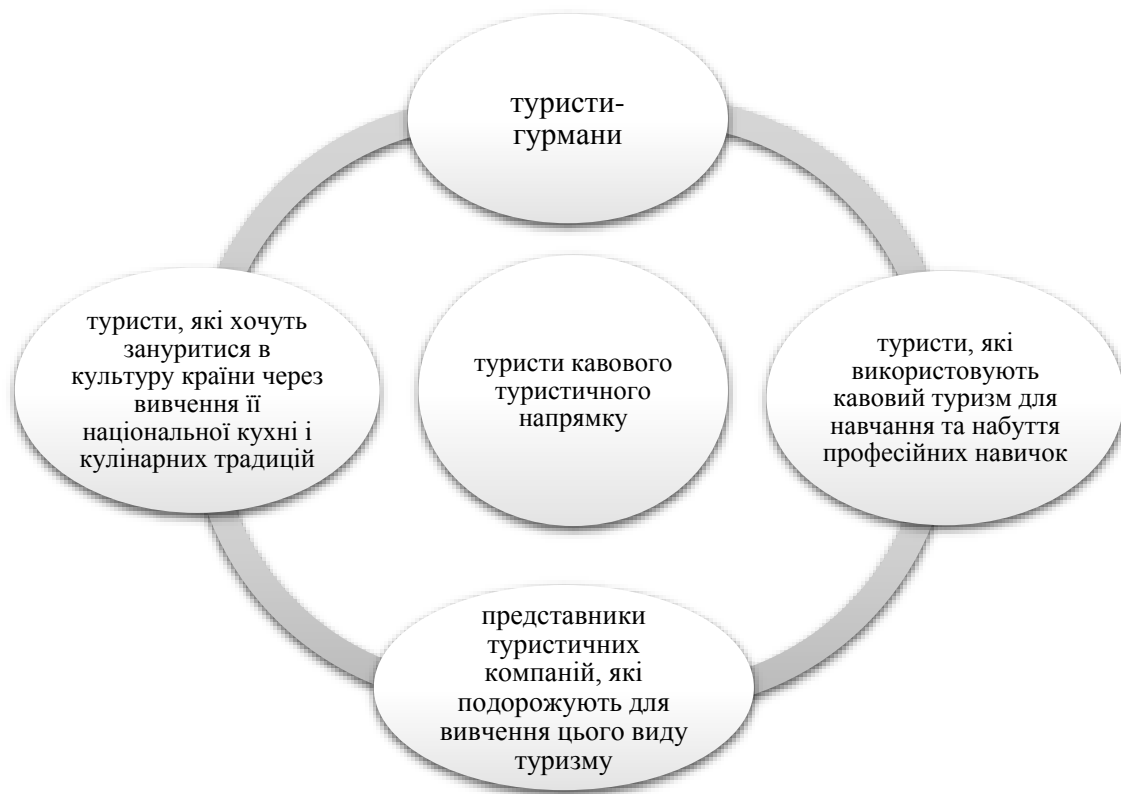 туристи-
гурмани
туристи, які хочуть
зануритися в
культуру країни через
вивчення її
національної кухні і
кулінарних традицій
туристи кавового
туристичного
напрямку
туристи, які
використовують
кавовий туризм для
навчання та набуття
професійних навичок
представники
туристичних
компаній, які
подорожують для
вивчення цього виду
туризму